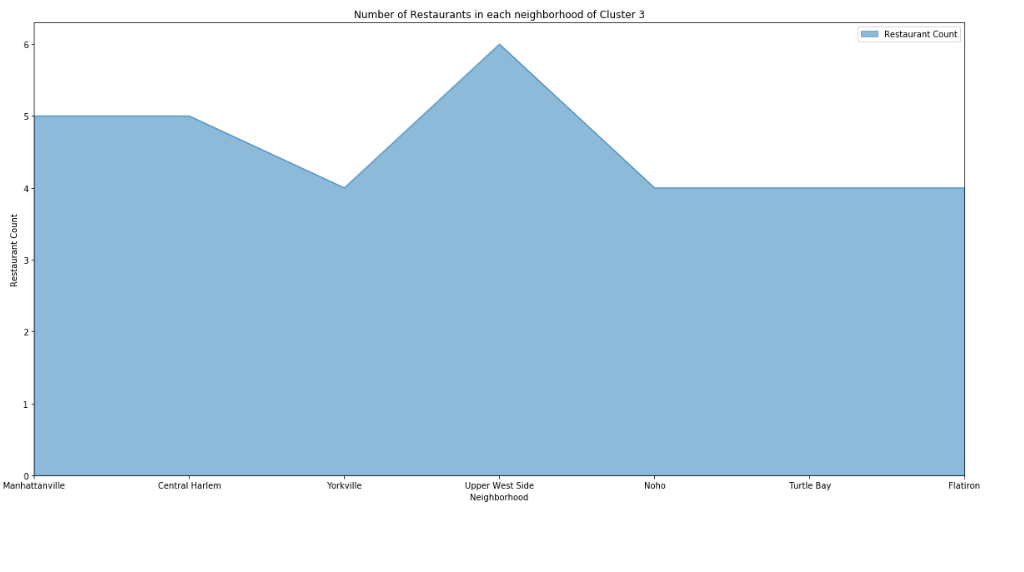 Number of Restaurants in each neighborhood of Cluster 3
Restaurant Count
6
5
4
3
2
1
0
Restaurant Count
Manhattanville Central Harlem Yorkville Upper West Side Noho Turtle Bay Flatiron
Neighborhood